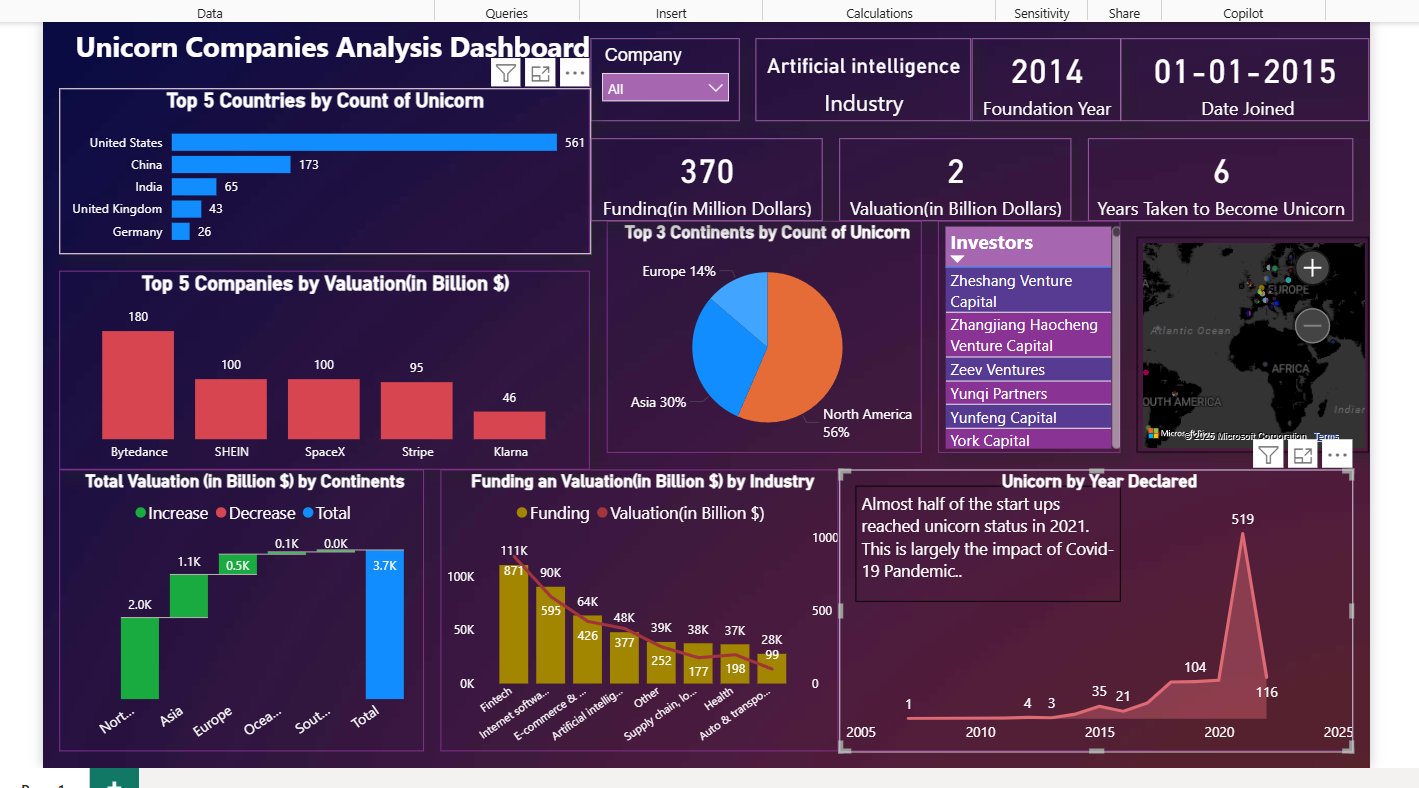 Data
Queries
Insert
Calculations
Sensitivity
Share
Copilot
Unicorn Companies Analysis Dashboard
Company
All
Artificial intelligence
Industry
2014
Foundation Year
01-01-2015
Date Joined
Top 5 Countries by Count of Unicorn
United States
561
China
173
India
65
United Kingdom
43
Germany
26
370
Funding(in Million Dollars)
2
Valuation(in Billion Dollars)
6
Years Taken to Become Unicorn
Top 5 Companies by Valuation(in Billion $)
180
100
100
95
46
Bytedance
SHEIN
SpaceX
Stripe
Klarna
Top 3 Continents by Count of Unicorn
Europe 14%
Asia 30%
North America
56%
Investors
Zheshang Venture
Capital
Zhangjiang Haocheng
Venture Capital
Zeev Ventures
Yunqi Partners
Yunfeng Capital
York Capital
EUROPE
Atlantic Ocean
AFRICA
OUTH AMERICA
Indian
© 2025 Microsoft Corporation
Terms
Total Valuation (in Billion $) by Continents
Increase
Decrease
Total
2.0K
1.1K
0.5K
0.1K
0.0K
3.7K
Nort...
Asia
Europe
Ocea...
Sout...
Total
Funding an Valuation(in Billion $) by Industry
Funding
Valuation(in Billion $)
100K
50K
0K
1000
500
0
111K
871
90K
595
64K
426
48K
377
39K
252
38K
177
37K
198
28K
99
Fintech
Internet softwa...
E-commerce & ...
Artificial intellig...
Other
Supply chain, lo...
Health
Auto & transpo...
Unicorn by Year Declared
Almost half of the start ups
reached unicorn status in 2021.
This is largely the impact of Covid-
19 Pandemic..
1
4
3
35
21
104
519
116
2005
2010
2015
2020
2025